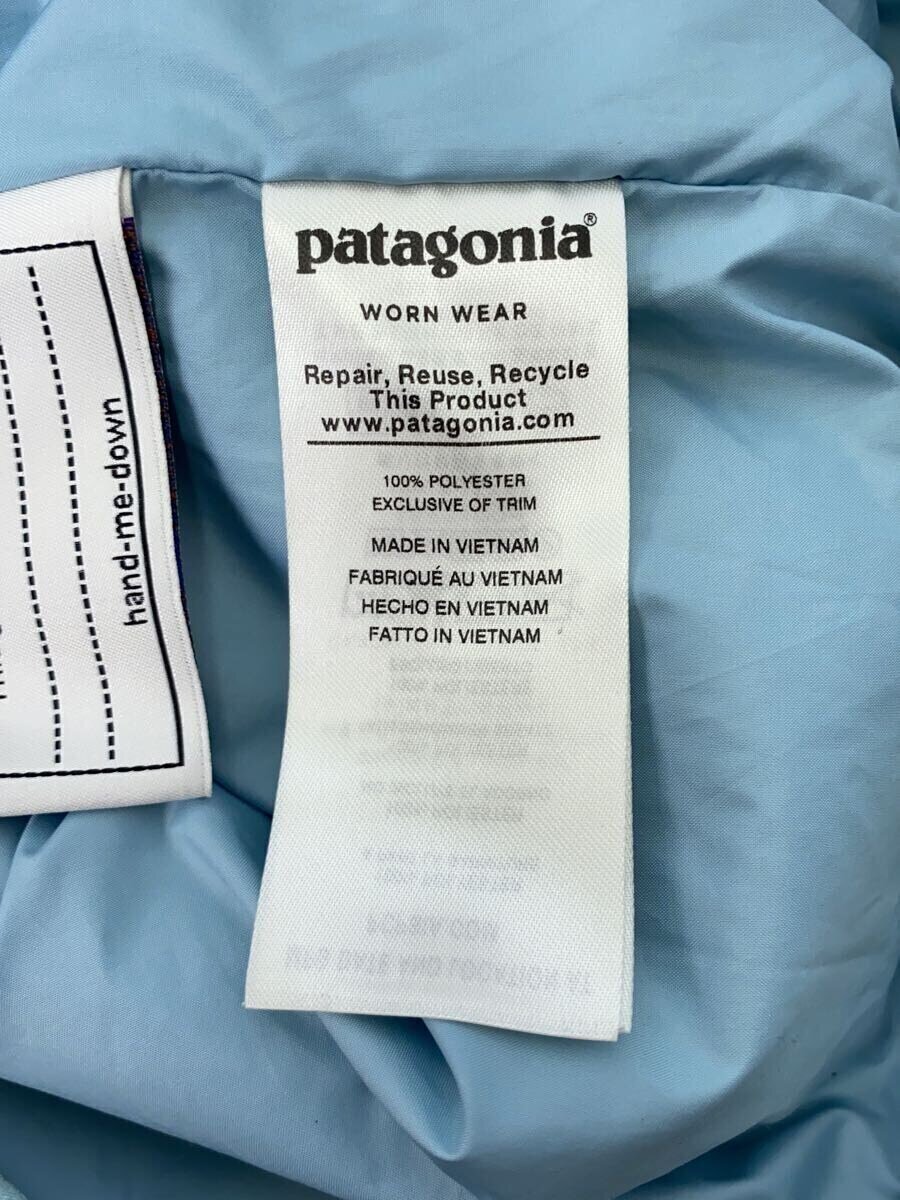 patagonia®
WORN WEAR
Repair, Reuse, Recycle
This Product
www.patagonia.com
100% POLYESTER
EXCLUSIVE OF TRIM
MADE IN VIETNAM
FABRIQUÉ AU VIETNAM
HECHO EN VIETNAM
FATTO IN VIETNAM
hand-me-down